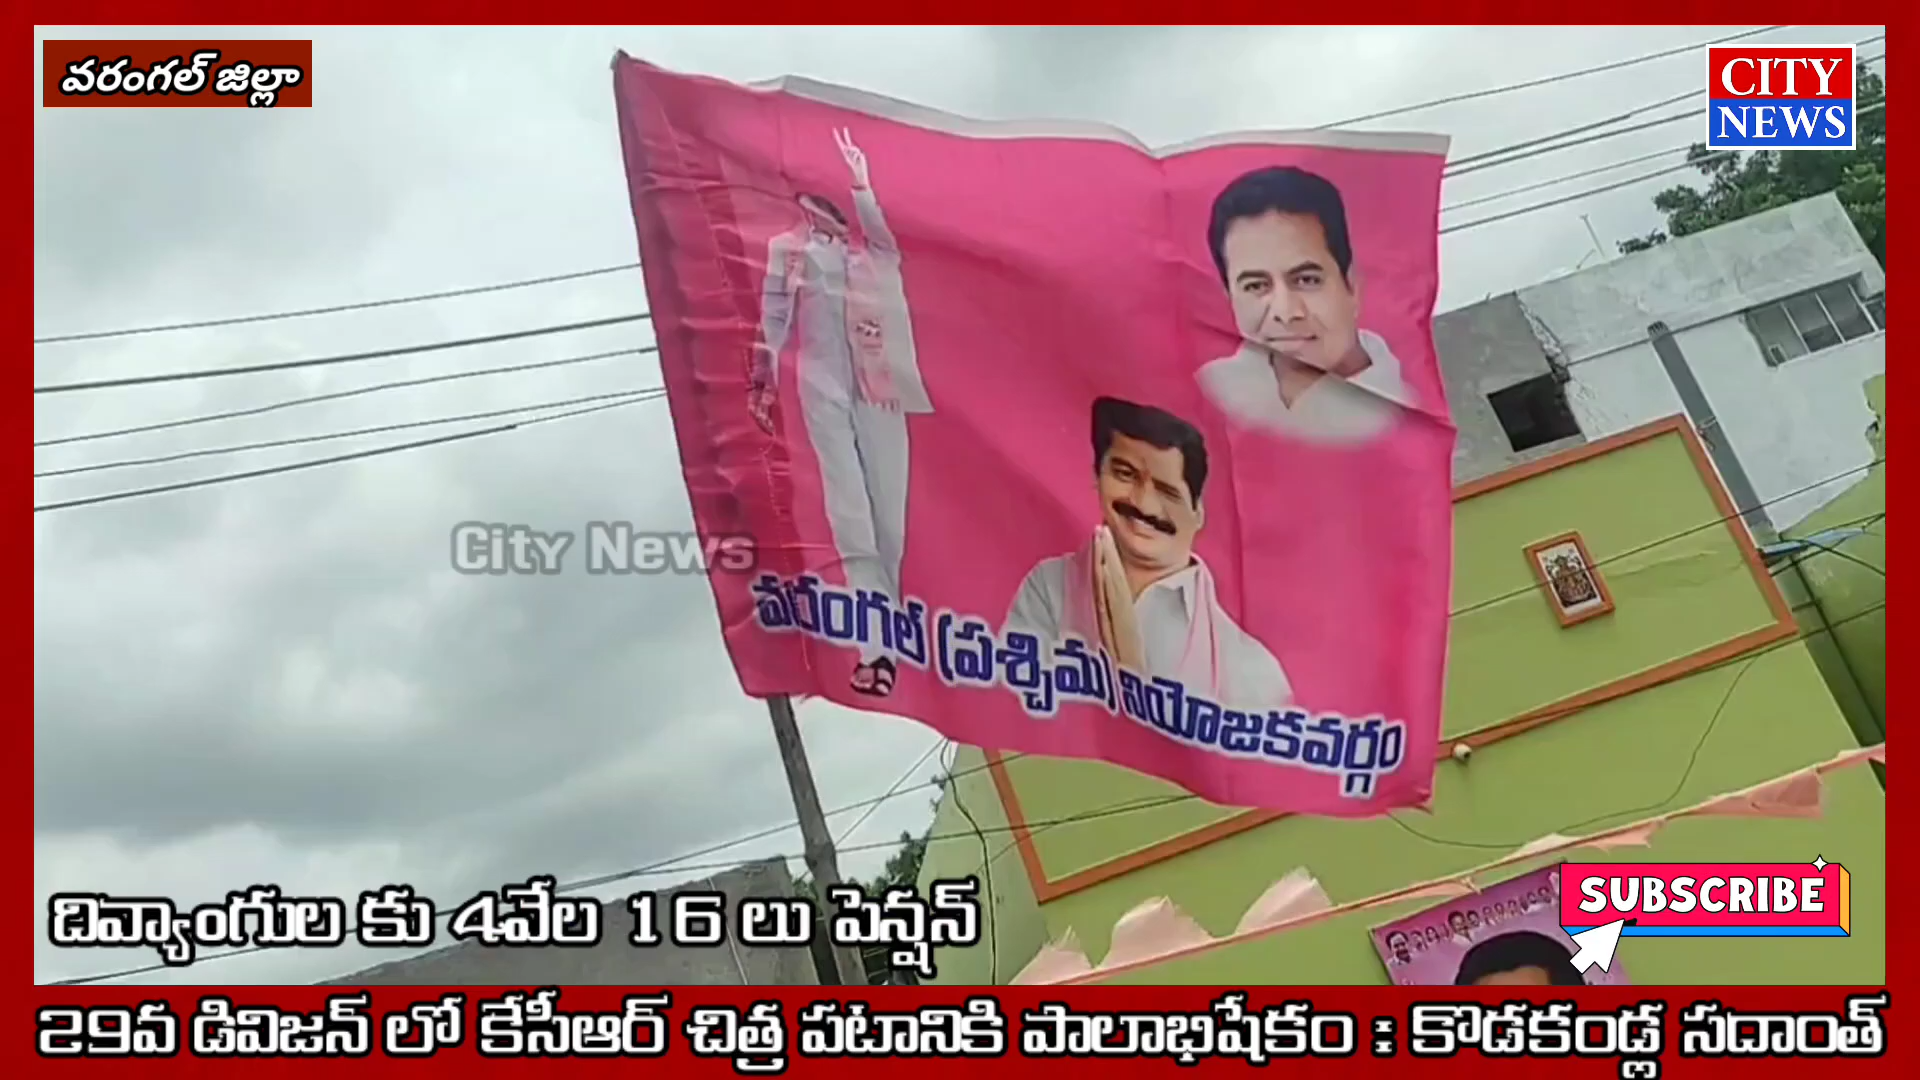 వరంగల్ జిల్లా
CITY
NEWS
City News
వరంగల్ (పశ్చిమ) నియోజకవర్గం
దివ్యాంగుల కు 4వేల 16 లు పెన్షన్
SUBSCRIBE
29వ డివిజన్ లో కేసీఆర్ చిత్ర పటానికి పాలాభిషేకం : కొడకండ్ల సదాంత్